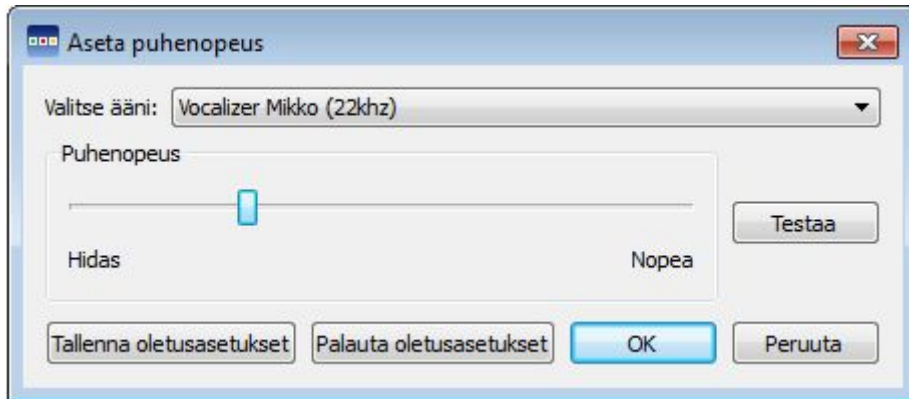 Aseta puhenopeus
Valitse ääni: Vocalizer Mikko (22khz)
Puhenopeus
Testaa
Hidas Nopea
Tallenna oletusasetukset Palauta oletusasetukset OK Peruuta